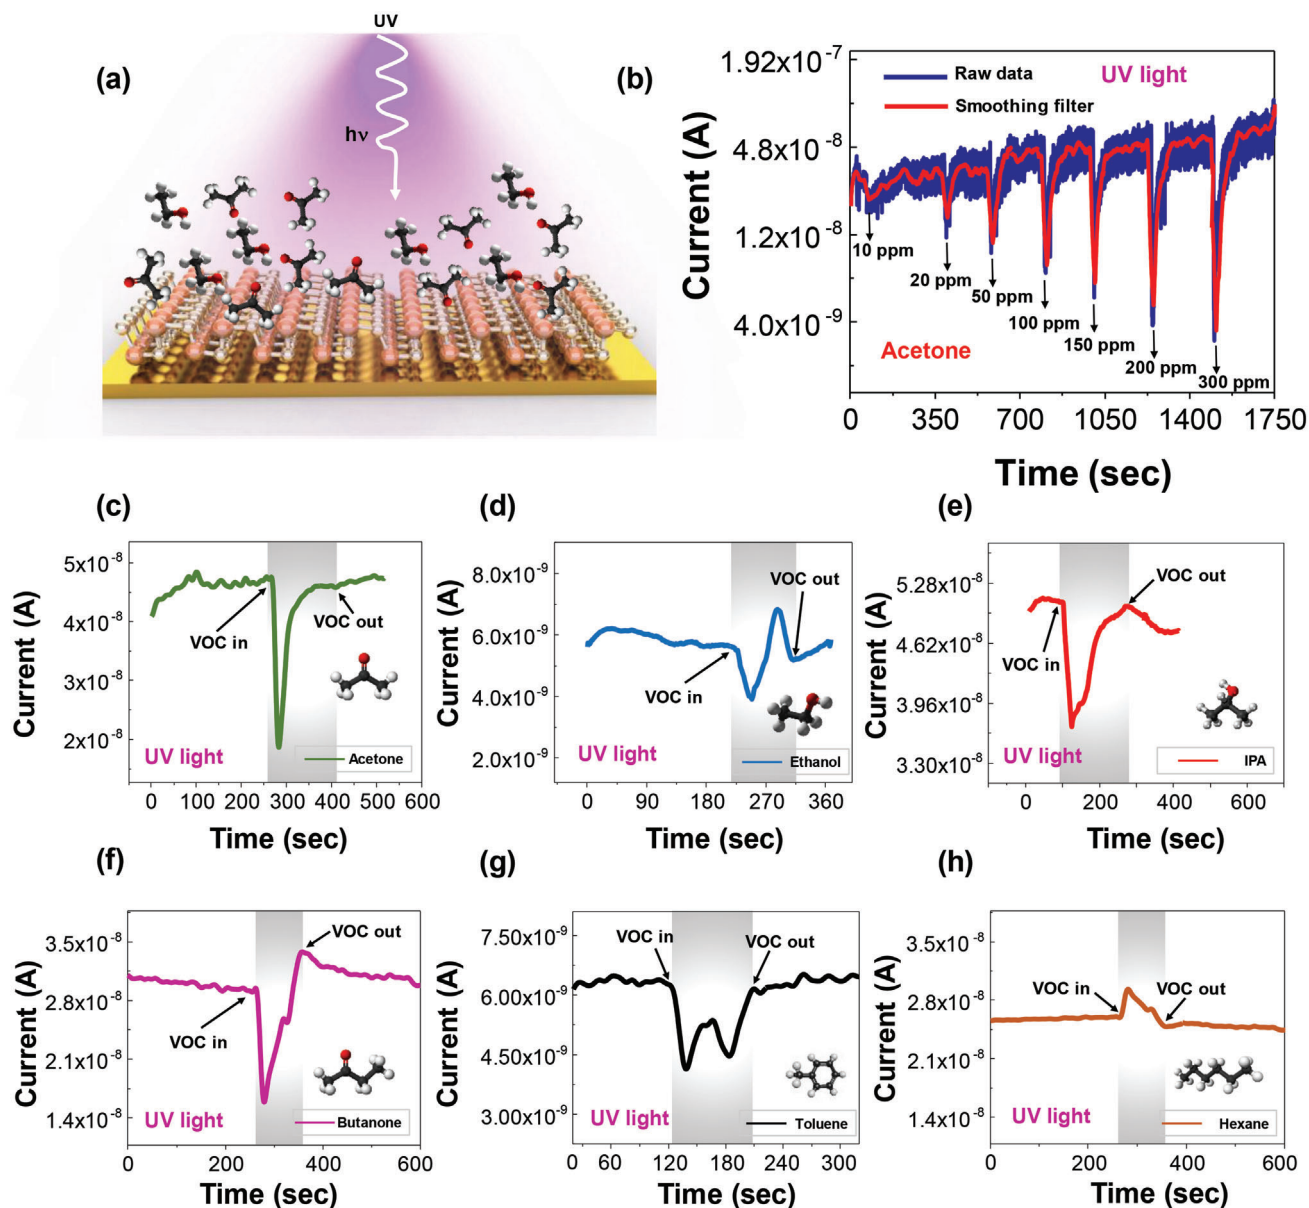 (a)
UV
hν
(b)
Raw data
Smoothing filter
UV light
1.92x10⁻⁷
4.8x10⁻⁸
1.2x10⁻⁸
4.0x10⁻⁹
Current (A)
10 ppm
20 ppm
50 ppm
100 ppm
150 ppm
200 ppm
300 ppm
Acetone
0 350 700 1050 1400 1750
Time (sec)
(c)
5x10⁻⁸
4x10⁻⁸
3x10⁻⁸
2x10⁻⁸
Current (A)
VOC in
VOC out
UV light
Acetone
0 100 200 300 400 500 600
Time (sec)
(d)
8.0x10⁻⁹
6.0x10⁻⁹
4.0x10⁻⁹
2.0x10⁻⁹
Current (A)
VOC out
VOC in
UV light
Ethanol
0 90 180 270 360
Time (sec)
(e)
5.28x10⁻⁸
4.62x10⁻⁸
3.96x10⁻⁸
3.30x10⁻⁸
Current (A)
VOC out
VOC in
UV light
IPA
0 200 400 600
Time (sec)
(f)
3.5x10⁻⁸
2.8x10⁻⁸
2.1x10⁻⁸
1.4x10⁻⁸
Current (A)
VOC out
VOC in
UV light
Butanone
0 200 400 600
Time (sec)
(g)
7.50x10⁻⁹
6.00x10⁻⁹
4.50x10⁻⁹
3.00x10⁻⁹
Current (A)
VOC in
VOC out
UV light
Toluene
0 60 120 180 240 300
Time (sec)
(h)
3.5x10⁻⁸
2.8x10⁻⁸
2.1x10⁻⁸
1.4x10⁻⁸
Current (A)
VOC in
VOC out
UV light
Hexane
0 200 400 600
Time (sec)